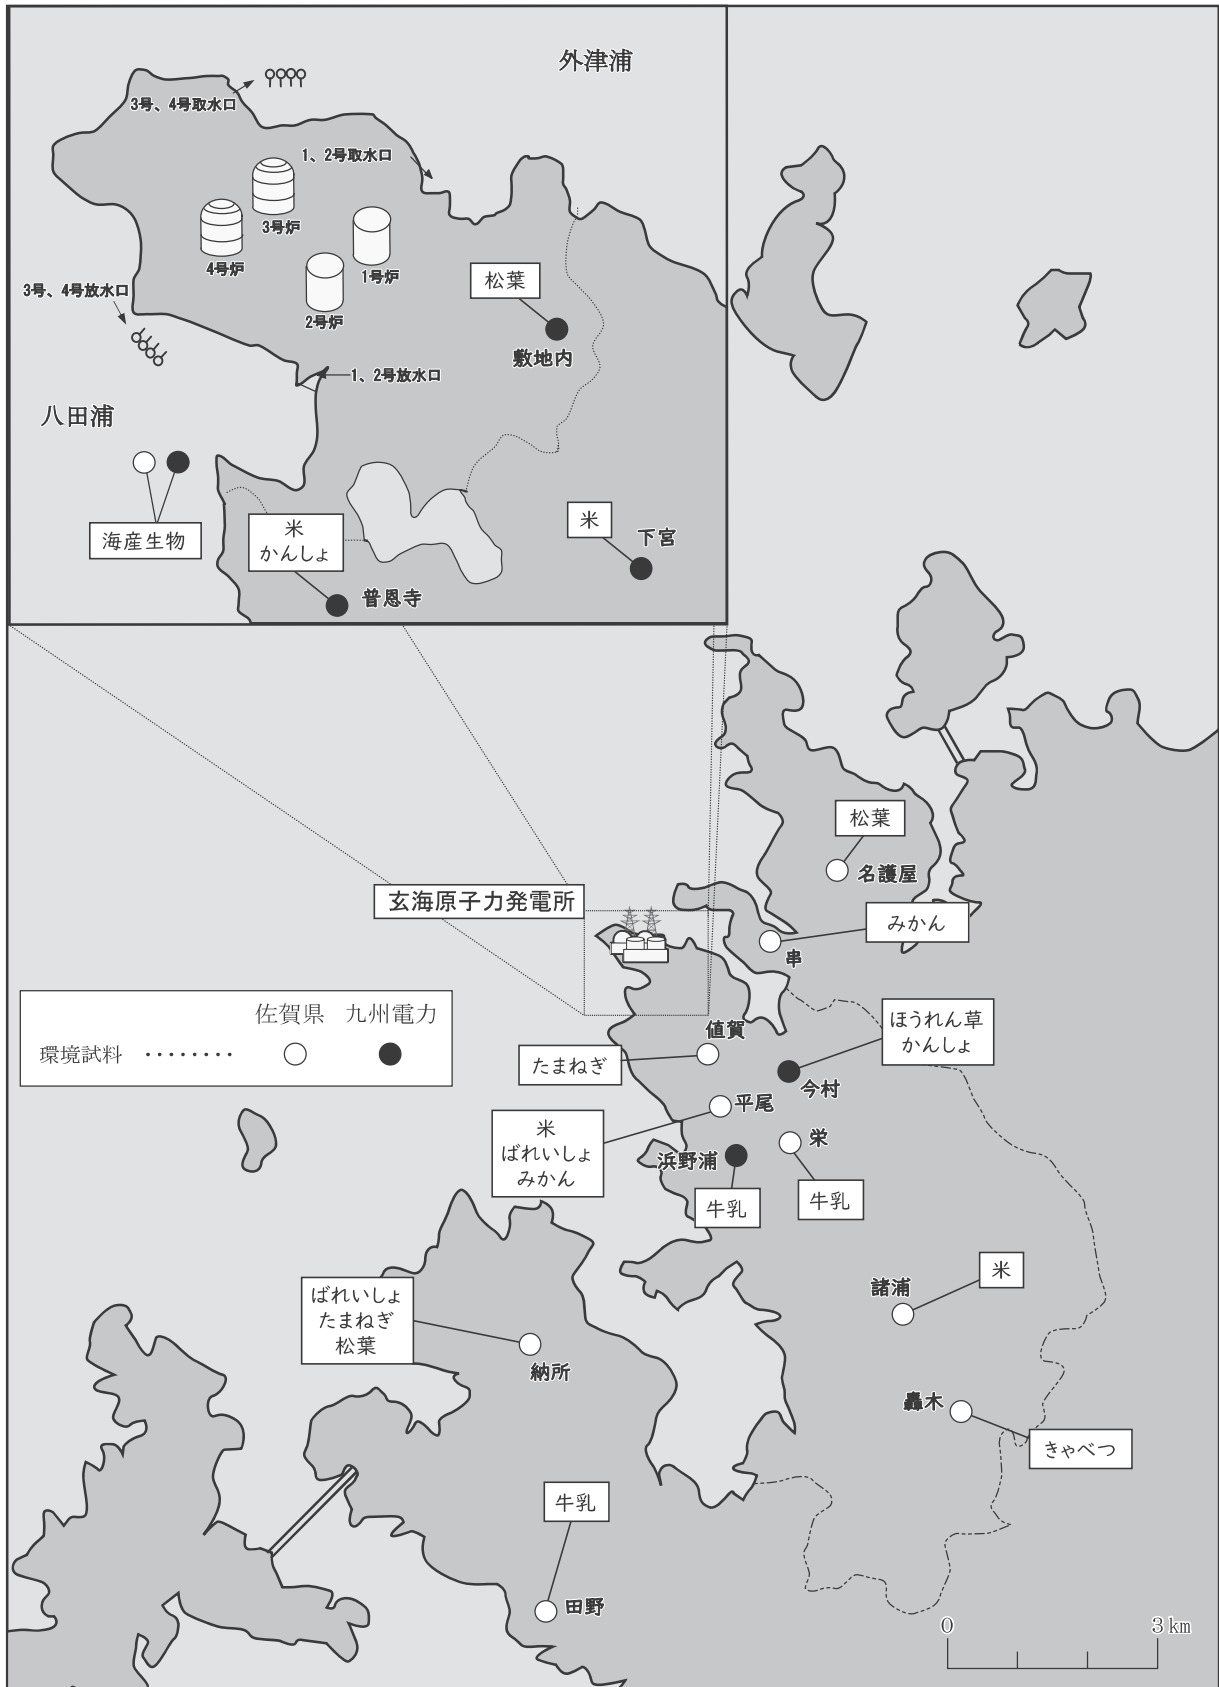 外津浦
3号、4号取水口
1、2号取水口
3号炉
4号炉
1号炉
2号炉
松葉
敷地内
3号、4号放水口
1、2号放水口
八田浦
海産生物
米
かんしょ
普恩寺
米
下宮
松葉
名護屋
玄海原子力発電所
みかん
串
佐賀県 九州電力
環境試料 ········
値賀
たまねぎ
ほうれん草
かんしょ
今村
平尾
米
ばれいしょ
みかん
栄
浜野浦
牛乳
牛乳
諸浦
米
ばれいしょ
たまねぎ
松葉
納所
轟木
きゃべつ
牛乳
田野
0 3km